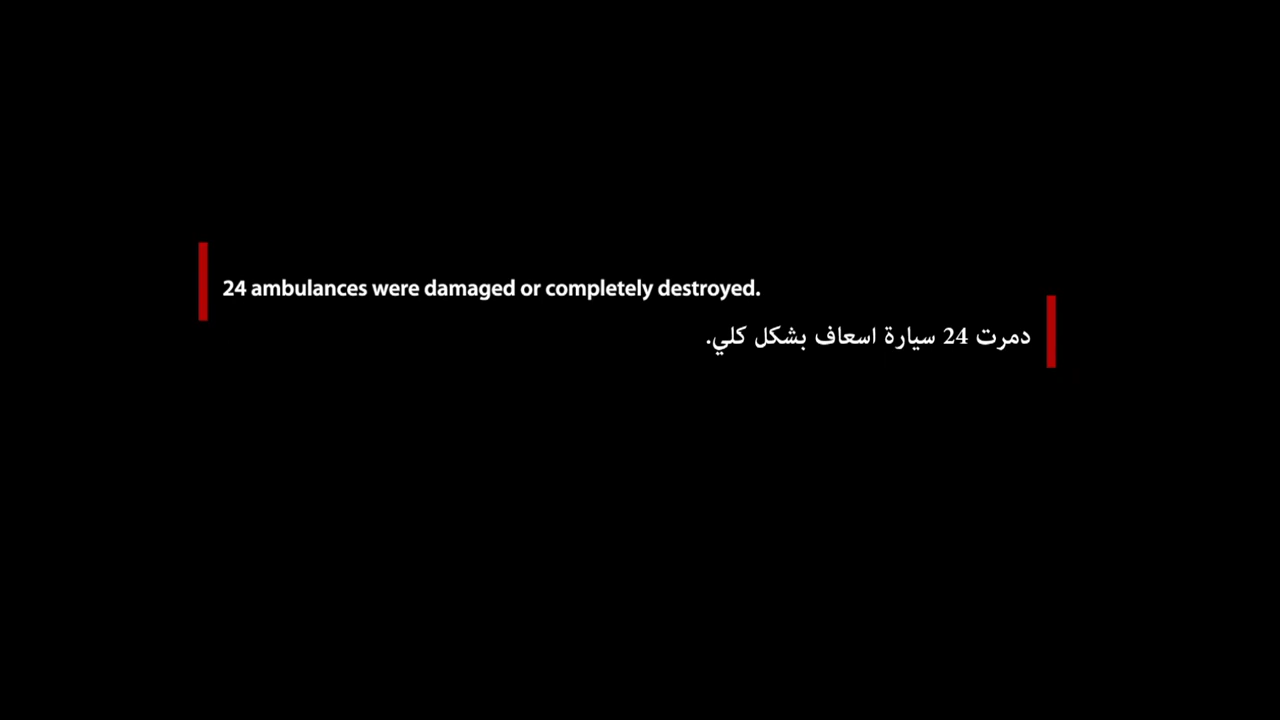 24 ambulances were damaged or completely destroyed.
دمرت 24 سيارة اسعاف بشكل كلي.